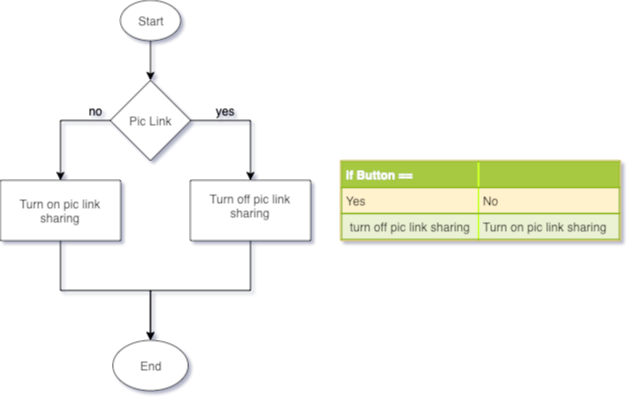 Start
no
yes
Pic Link
Turn on pic link
sharing
Turn off pic link
sharing
End
If Button ==
Yes No
turn off pic link sharing Turn on pic link sharing